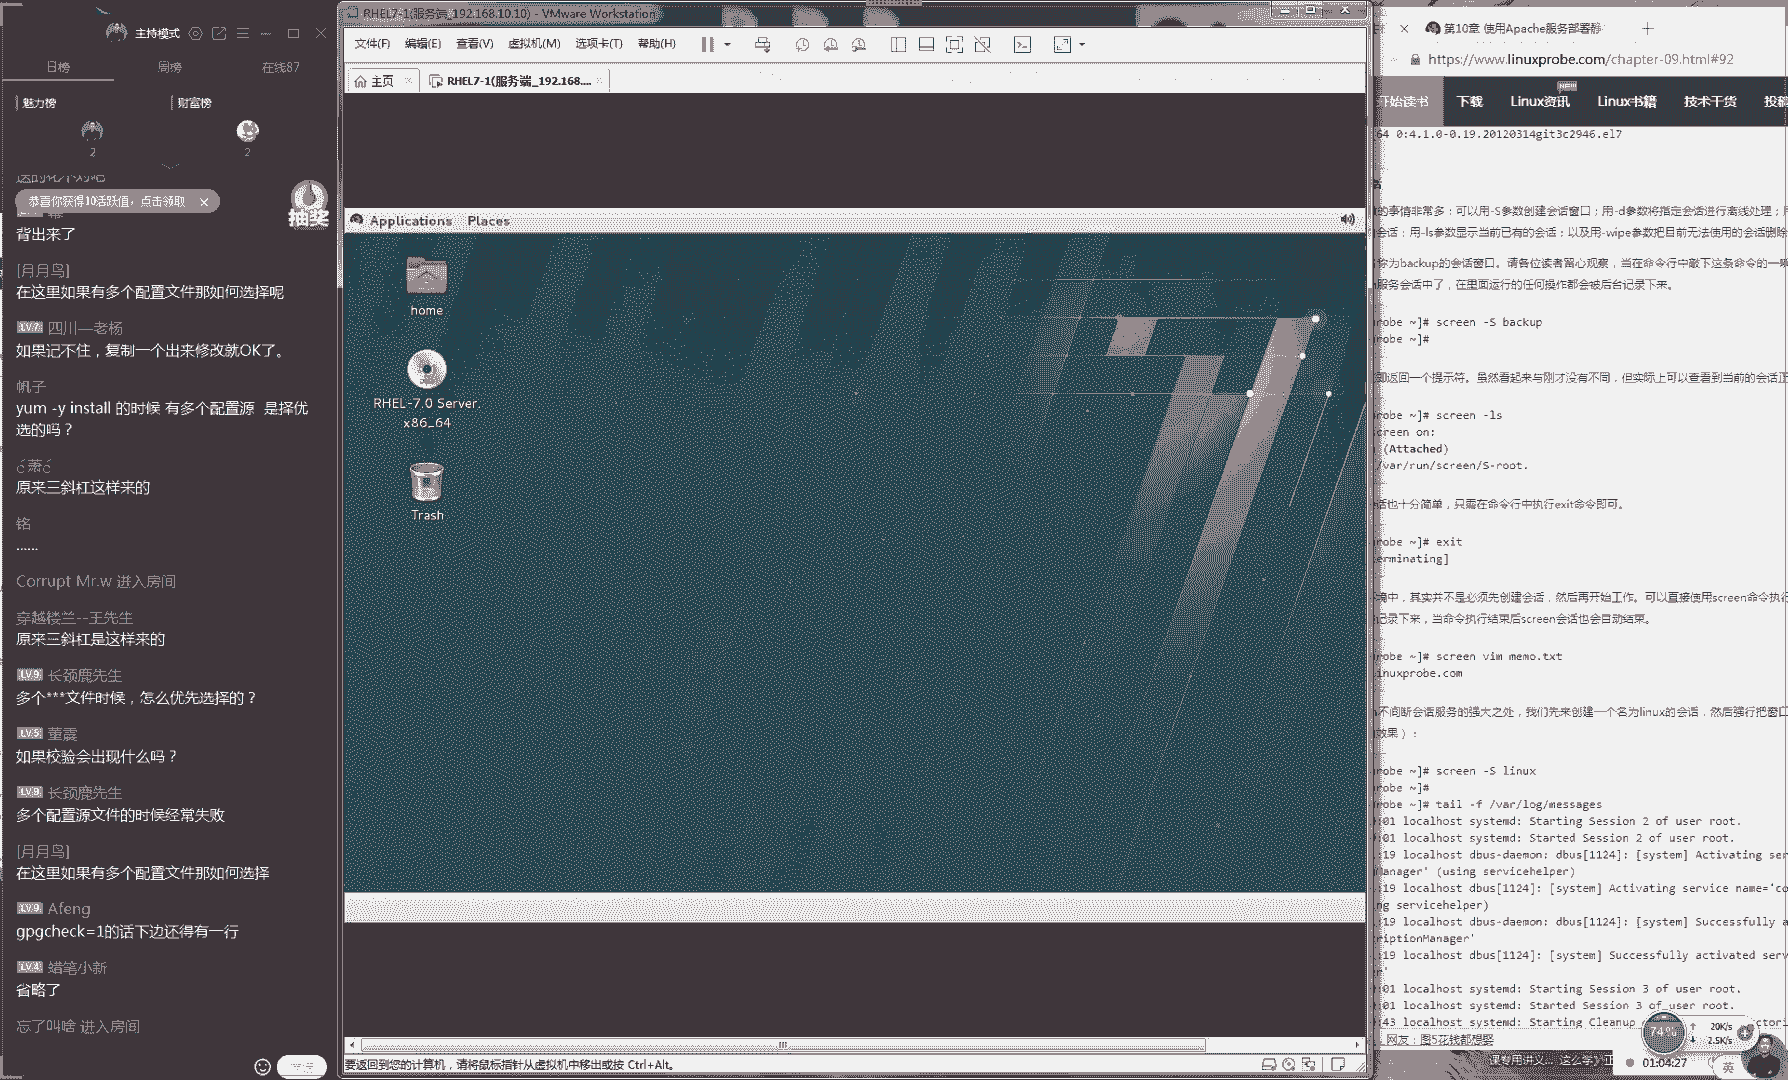 主持模式
日榜
周榜
在线87
魅力榜
财富榜
2
2
恭喜你获得10活跃值，点击领取
抽奖
背出来了
[月月鸟]
在这里如果有多个配置文件那如何选择呢
LV.7 四川—老杨
如果记不住，复制一个出来修改就OK了。
帆子
yum -y install 的时候 有多个配置源  是择优
选的吗？
原来三斜杠这样来的
铭
......
Corrupt Mr.w 进入房间
穿越楼兰--王先生
原来三斜杠是这样来的
LV.9 长颈鹿先生
多个***文件时候，怎么优先选择的？
LV.5 董震
如果校验会出现什么吗？
LV.9 长颈鹿先生
多个配置源文件的时候经常失败
[月月鸟]
在这里如果有多个配置文件那如何选择
LV.9 Afeng
gpgcheck=1的话下边还得有一行
LV.4 蜡笔小新
省略了
忘了叫啥 进入房间
RHEL7-1(服务端_192.168.10.10) - VMware Workstation
文件(F) 编辑(E) 查看(V) 虚拟机(M) 选项卡(T) 帮助(H)
主页
RHEL7-1(服务端_192.168....
Applications Places
home
RHEL-7.0 Server.
x86_64
Trash
要返回到您的计算机，请将鼠标指针从虚拟机中移出或按 Ctrl+Alt。
第10章 使用Apache服务部署静
https://www.linuxprobe.com/chapter-09.html#92
开始读书 下载 Linux资讯 NEW Linux书籍 技术干货 投稿
64 0:4.1.0-0.19.20120314git3c2946.el7
的事情非常多：可以用-S参数创建会话窗口；用-d参数将指定会话进行离线处理；用
会话；用-ls参数显示当前已有的会话；以及用-wipe参数把目前无法使用的会话删除
名称为backup的会话窗口。请各位读者留心观察，当在命令行中敲下这条命令的一瞬
n服务会话中了，在里面运行的任何操作都会被后台记录下来。
robe ~]# screen -S backup
robe ~]#
即返回一个提示符。虽然看起来与刚才没有不同，但实际上可以查看到当前的会话正
robe ~]# screen -ls
creen on:
(Attached)
/var/run/screen/S-root.
话也十分简单，只需在命令行中执行exit命令即可。
robe ~]# exit
erminating]
境中，其实并不是必须先创建会话，然后再开始工作。可以直接使用screen命令执行
记录下来，当命令执行结束后screen会话也会自动结束。
robe ~]# screen vim memo.txt
inuxprobe.com
n不间断会话服务的强大之处，我们先来创建一个名为linux的会话，然后强行把窗口
效果）：
robe ~]# screen -S linux
robe ~]#
robe ~]# tail -f /var/log/messages
:01 localhost systemd: Starting Session 2 of user root.
:01 localhost systemd: Started Session 2 of user root.
:19 localhost dbus-daemon: dbus[1124]: [system] Activating ser
Manager' (using servicehelper)
:19 localhost dbus[1124]: [system] Activating service name='co
ng servicehelper)
:19 localhost dbus-daemon: dbus[1124]: [system] Successfully a
riptionManager'
:19 localhost dbus[1124]: [system] Successfully activated serv
r'
:01 localhost systemd: Starting Session 3 of user root.
:01 localhost systemd: Started Session 3 of user root.
:43 localhost systemd: Starting Cleanup
74%
20K/s
2.5K/s
01:04:27
英